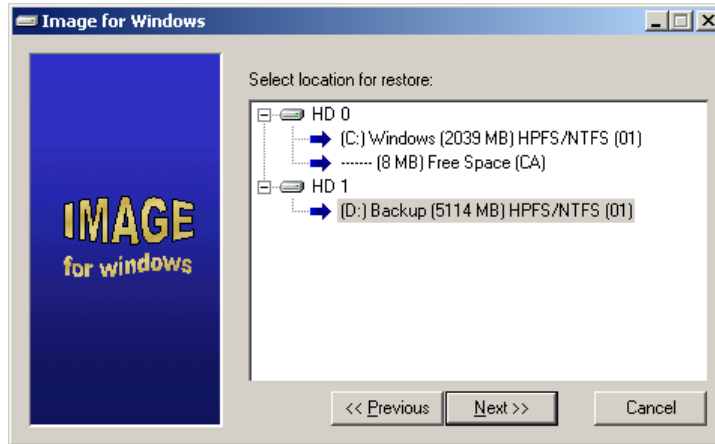 Image for Windows
Select location for restore:
HD 0
(C:) Windows (2039 MB) HPFS/NTFS (01)
------ (8 MB) Free Space (CA)
HD 1
(D:) Backup (5114 MB) HPFS/NTFS (01)
IMAGE
for windows
<< Previous
Next >>
Cancel